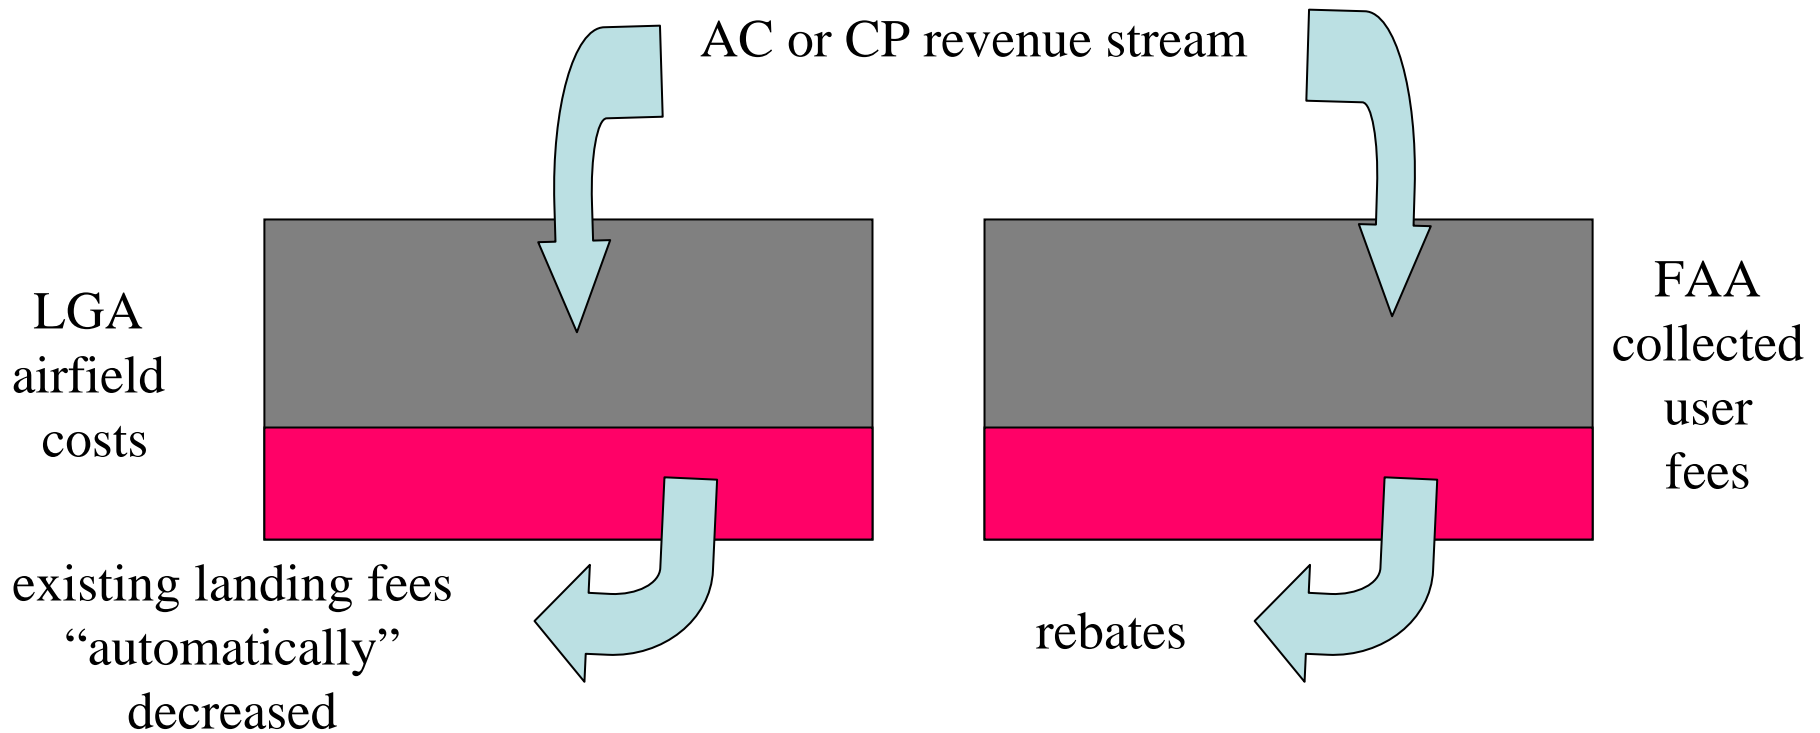 AC or CP revenue stream
LGA
airfield
costs
FAA
collected
user
fees
existing landing fees
“automatically”
decreased
rebates